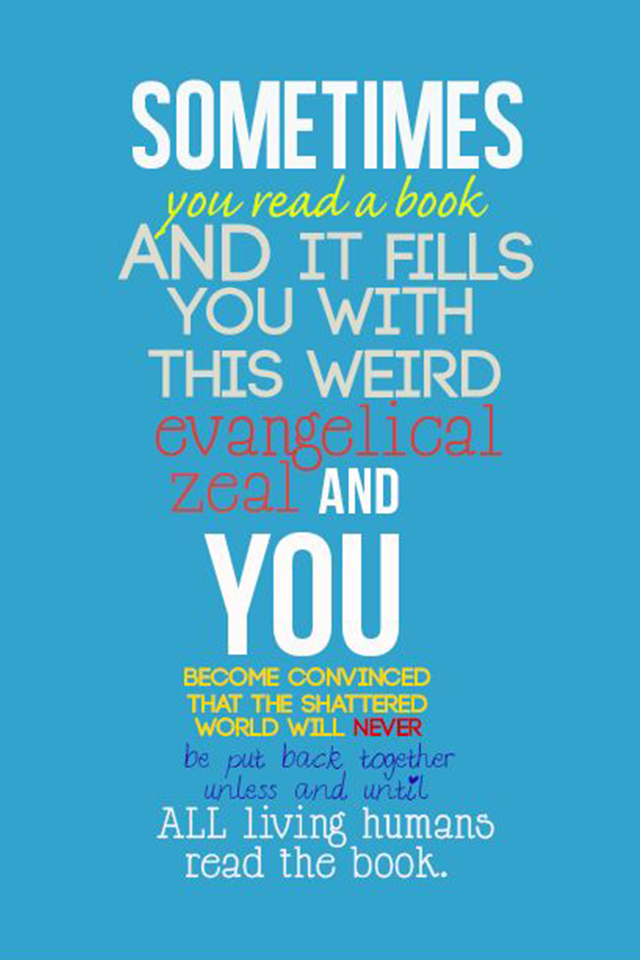 SOMETIMES
you read a book
AND IT FILLS
YOU WITH
THIS WEIRD
evangelical
zeal AND
YOU
BECOME CONVINCED
THAT THE SHATTERED
WORLD WILL NEVER
be put back together
unless and until
ALL living humans
read the book.